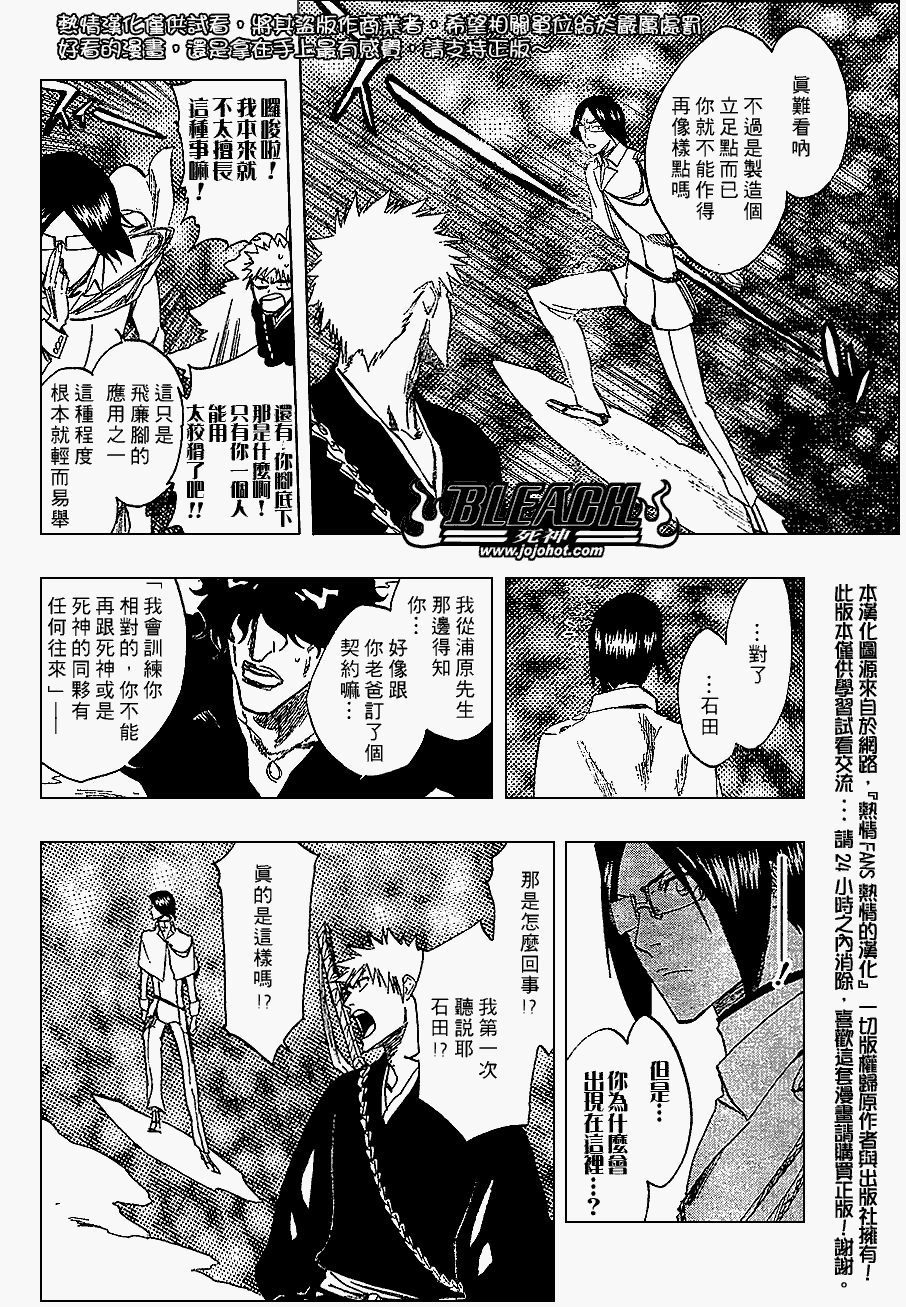 熱情漢化僅供試看，將其盜版作商業者，希望相關單位給於嚴厲處罰
好看的漫畫，還是拿在手上最有感覺，請支持正版～
真難看吶
不過是製造個
立足點而已
你就不能作得
再像樣點嗎
囉唆啦！
我本來就
不太擅長
這種事嘛！
還有，你腳底下
那是什麼啊！
只有你一個人
能用
太狡猾了吧!!
這只是
飛廉腳的
應用之一
這種程度
根本就輕而易舉
BLEACH
死神
www.jojohot.com
…對了
…石田
我從浦原先生
那邊得知
你…
好像跟
你老爸訂了個
契約嘛…
「我會訓練你
相對的，你不能
再跟死神或是
死神的同夥有
任何往來」——
！
但是…
你為什麼會
出現在這裡…？
那是怎麼回事!?
我第一次
聽說耶
石田!?
真的是這樣嗎!?
本漢化圖源來自於網路，『熱情FANS 熱情的漢化』一切版權歸原作者與出版社擁有！
此版本僅供學習試看交流… 請 24 小時之內消除，喜歡這套漫畫請購買正版！謝謝。